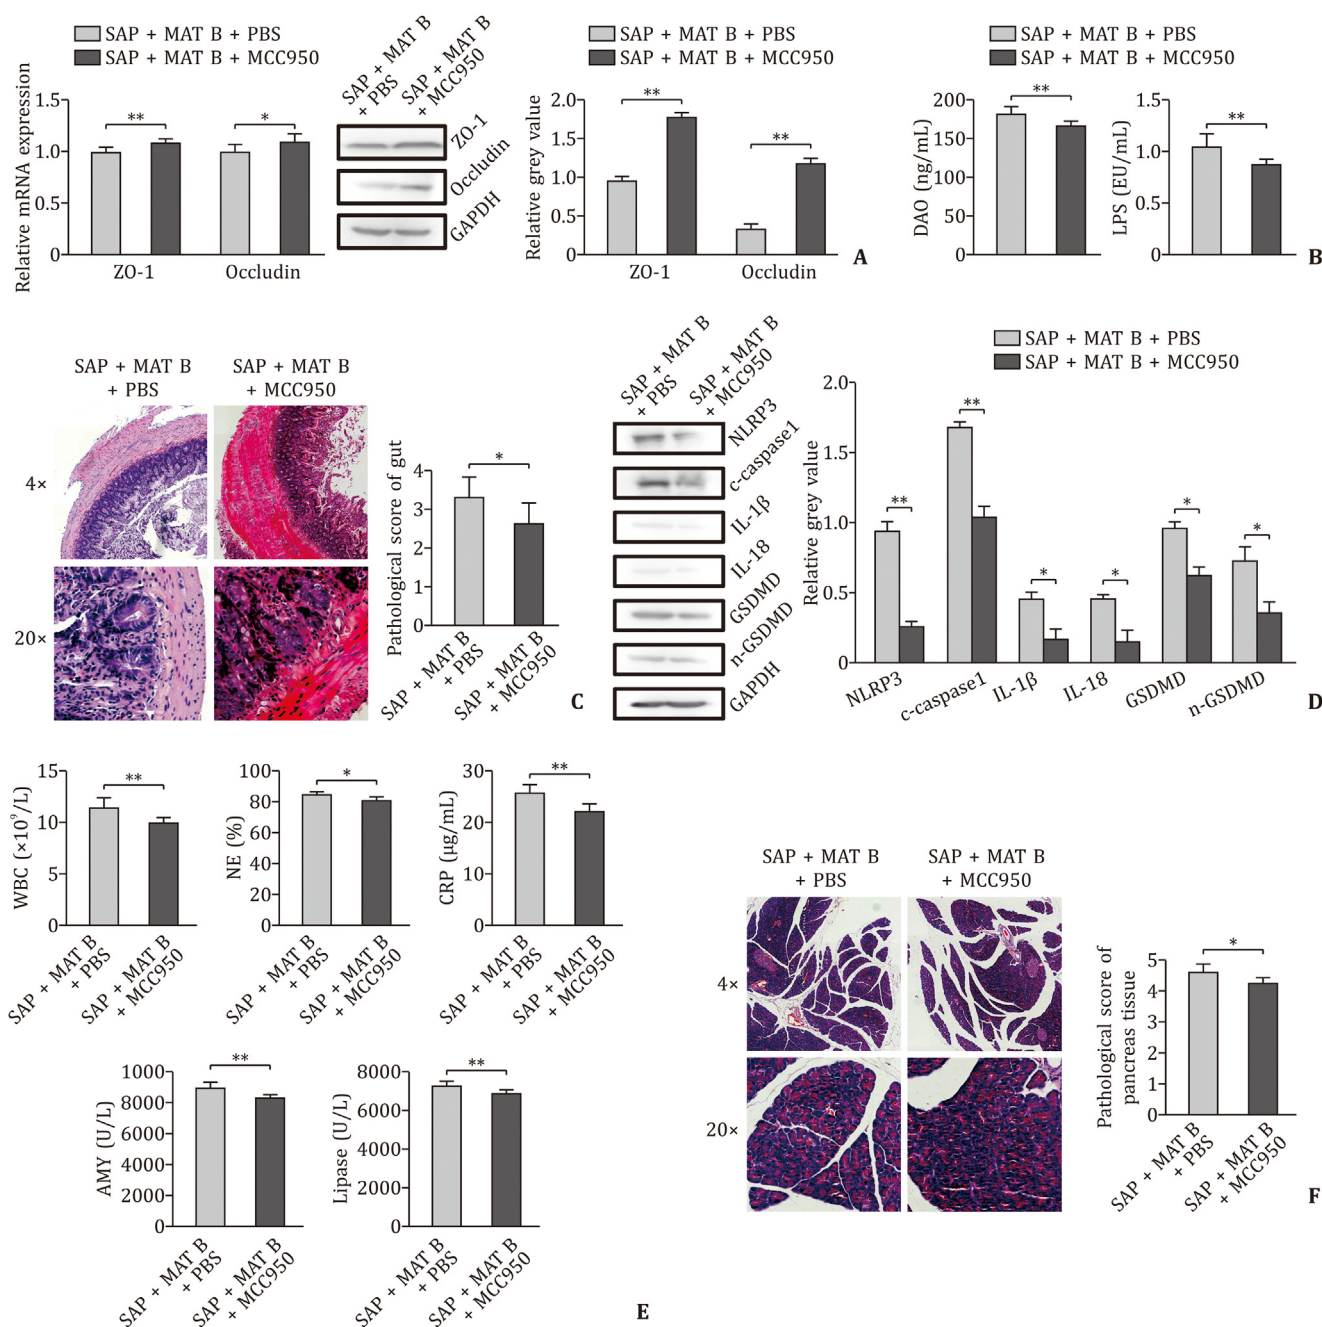 SAP + MAT B + PBS
SAP + MAT B + MCC950
Relative mRNA expression
1.5
1.0
0.5
0
**
*
ZO-1
Occludin
SAP + MAT B
+ PBS
SAP + MAT B
+ MCC950
ZO-1
Occludin
GAPDH
SAP + MAT B + PBS
SAP + MAT B + MCC950
Relative grey value
2.0
1.5
1.0
0.5
0
**
**
ZO-1
Occludin
A
SAP + MAT B + PBS
SAP + MAT B + MCC950
DAO (ng/mL)
200
150
100
50
0
**
LPS (EU/mL)
1.5
1.0
0.5
0
**
B
SAP + MAT B
+ PBS
SAP + MAT B
+ MCC950
4×
20×
Pathological score of gut
4
3
2
1
0
*
SAP + MAT B
+ PBS
SAP + MAT B
+ MCC950
C
SAP + MAT B
+ PBS
SAP + MAT B
+ MCC950
NLRP3
c-caspase1
IL-1β
IL-18
GSDMD
n-GSDMD
GAPDH
SAP + MAT B + PBS
SAP + MAT B + MCC950
Relative grey value
2.0
1.5
1.0
0.5
0
**
**
*
*
*
*
NLRP3
c-caspase1
IL-1β
IL-18
GSDMD
n-GSDMD
D
WBC (×10⁹/L)
15
10
5
0
**
SAP + MAT B
+ PBS
SAP + MAT B
+ MCC950
NE (%)
100
80
60
40
20
0
*
SAP + MAT B
+ PBS
SAP + MAT B
+ MCC950
CRP (μg/mL)
30
20
10
0
**
SAP + MAT B
+ PBS
SAP + MAT B
+ MCC950
AMY (U/L)
10000
8000
6000
4000
2000
0
**
SAP + MAT B
+ PBS
SAP + MAT B
+ MCC950
Lipase (U/L)
8000
6000
4000
2000
0
**
SAP + MAT B
+ PBS
SAP + MAT B
+ MCC950
E
SAP + MAT B
+ PBS
SAP + MAT B
+ MCC950
4×
20×
Pathological score of
pancreas tissue
5
4
3
2
1
0
*
SAP + MAT B
+ PBS
SAP + MAT B
+ MCC950
F